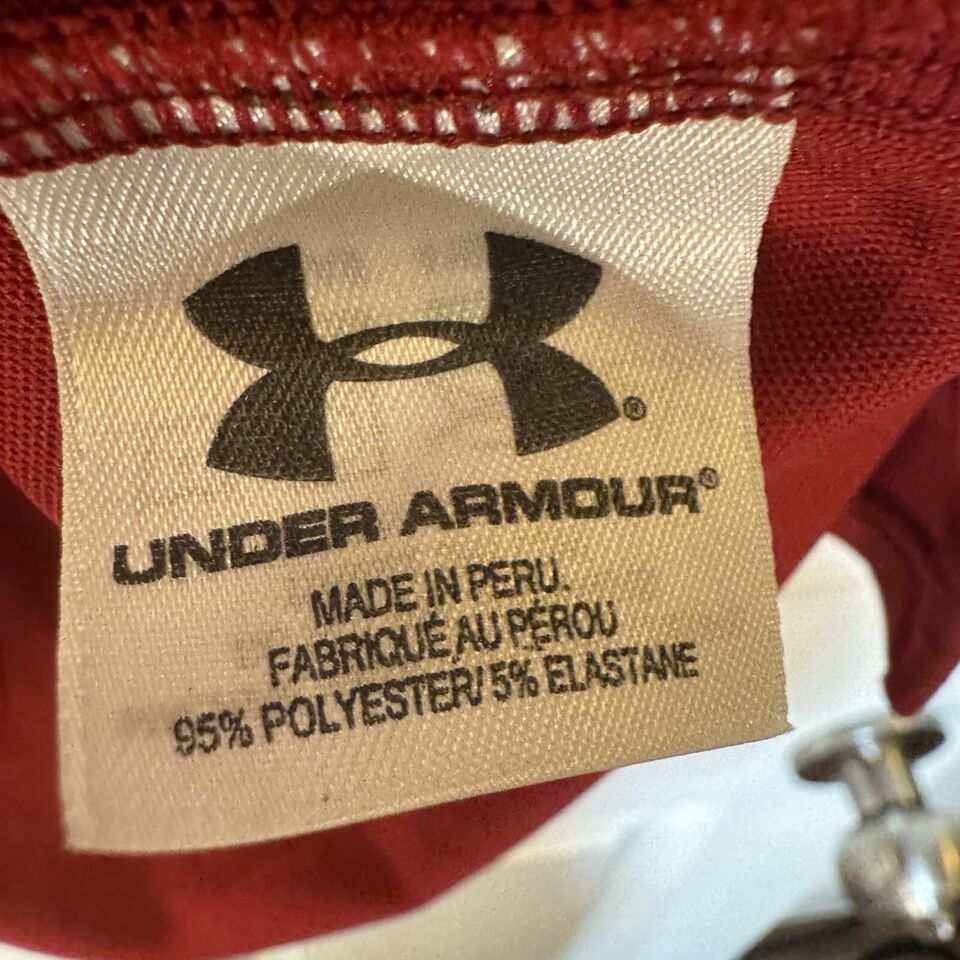 UNDER ARMOUR®
MADE IN PERU.
FABRIQUÉ AU PÉROU
95% POLYESTER/ 5% ELASTANE